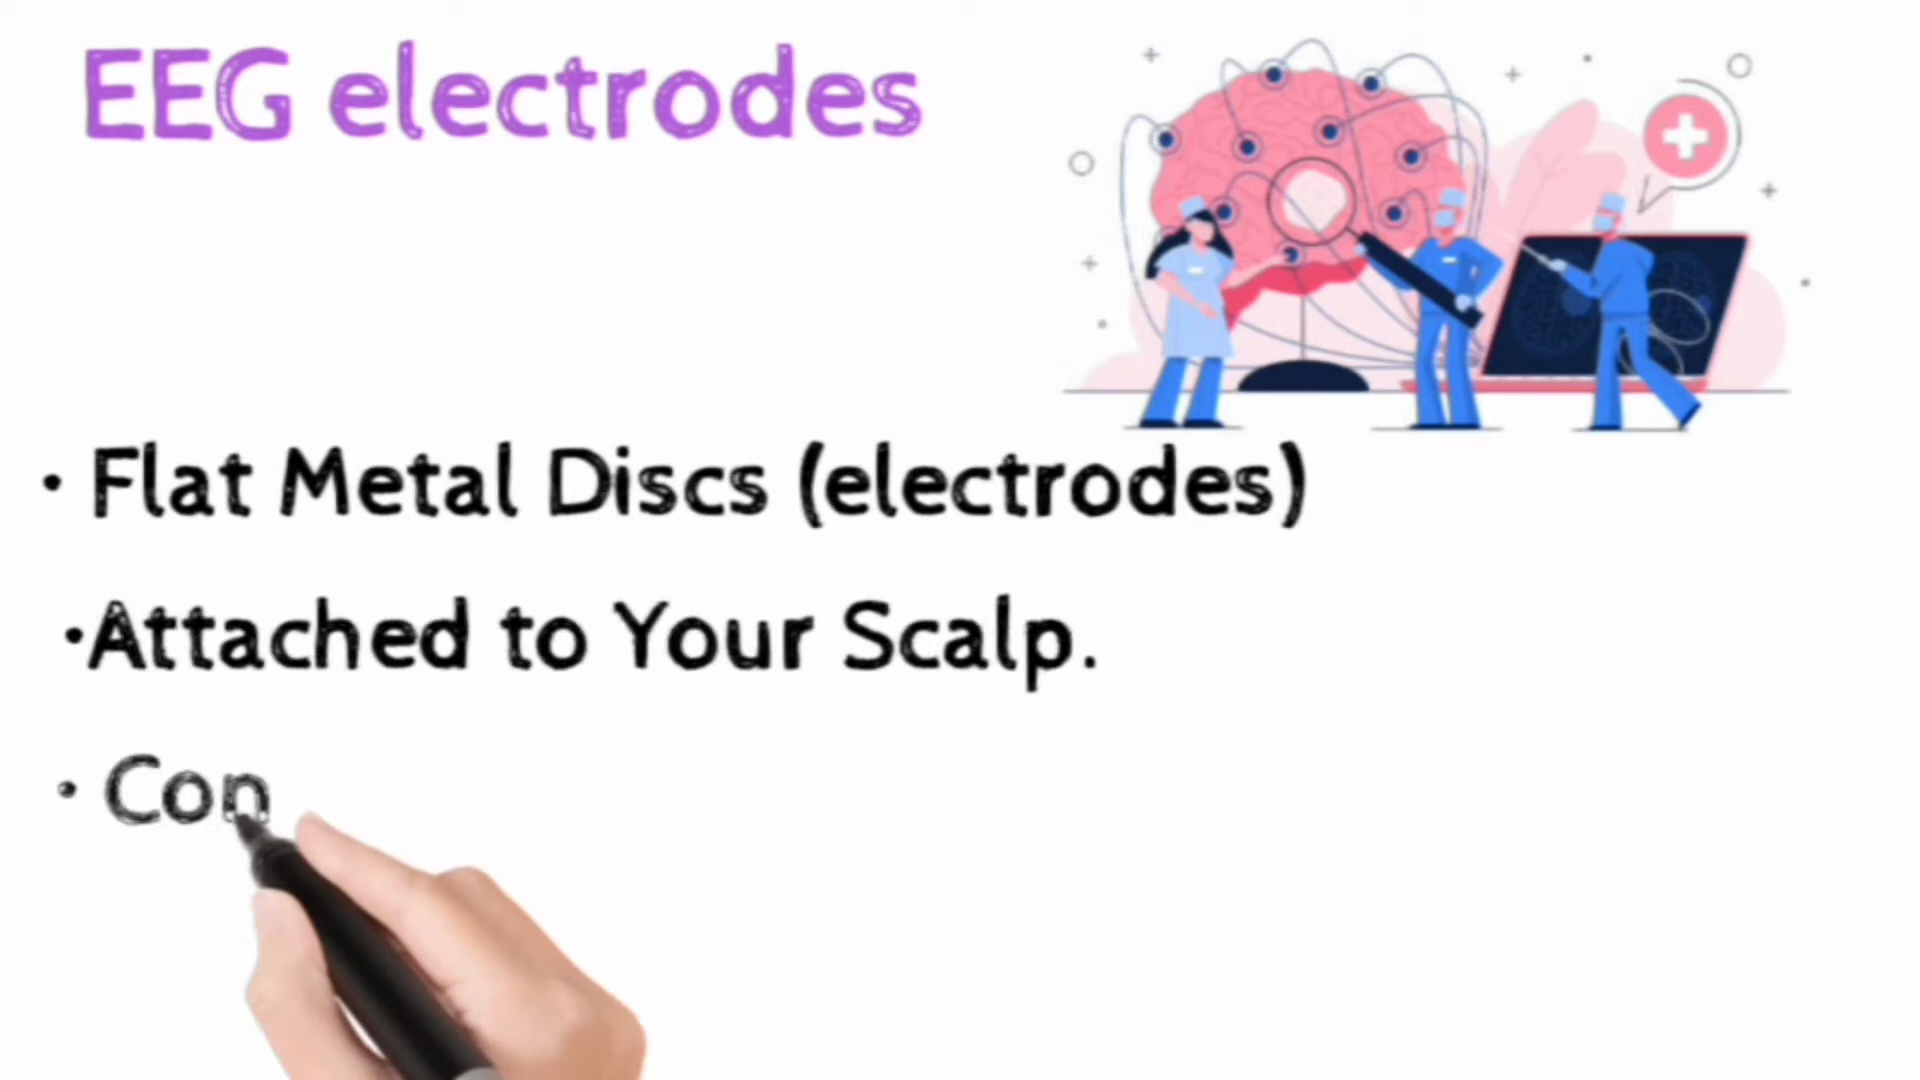 EEG electrodes
• Flat Metal Discs (electrodes)
•Attached to Your Scalp.
• Con